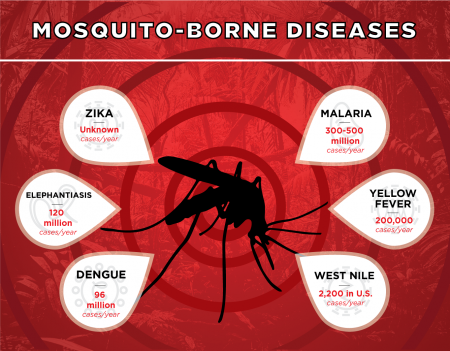 MOSQUITO-BORNE DISEASES
ZIKA
Unknown
cases/year
MALARIA
300-500
million
cases/year
ELEPHANTIASIS
120
million
cases/year
YELLOW
FEVER
200,000
cases/year
DENGUE
96
million
cases/year
WEST NILE
2,200 in U.S.
cases/year